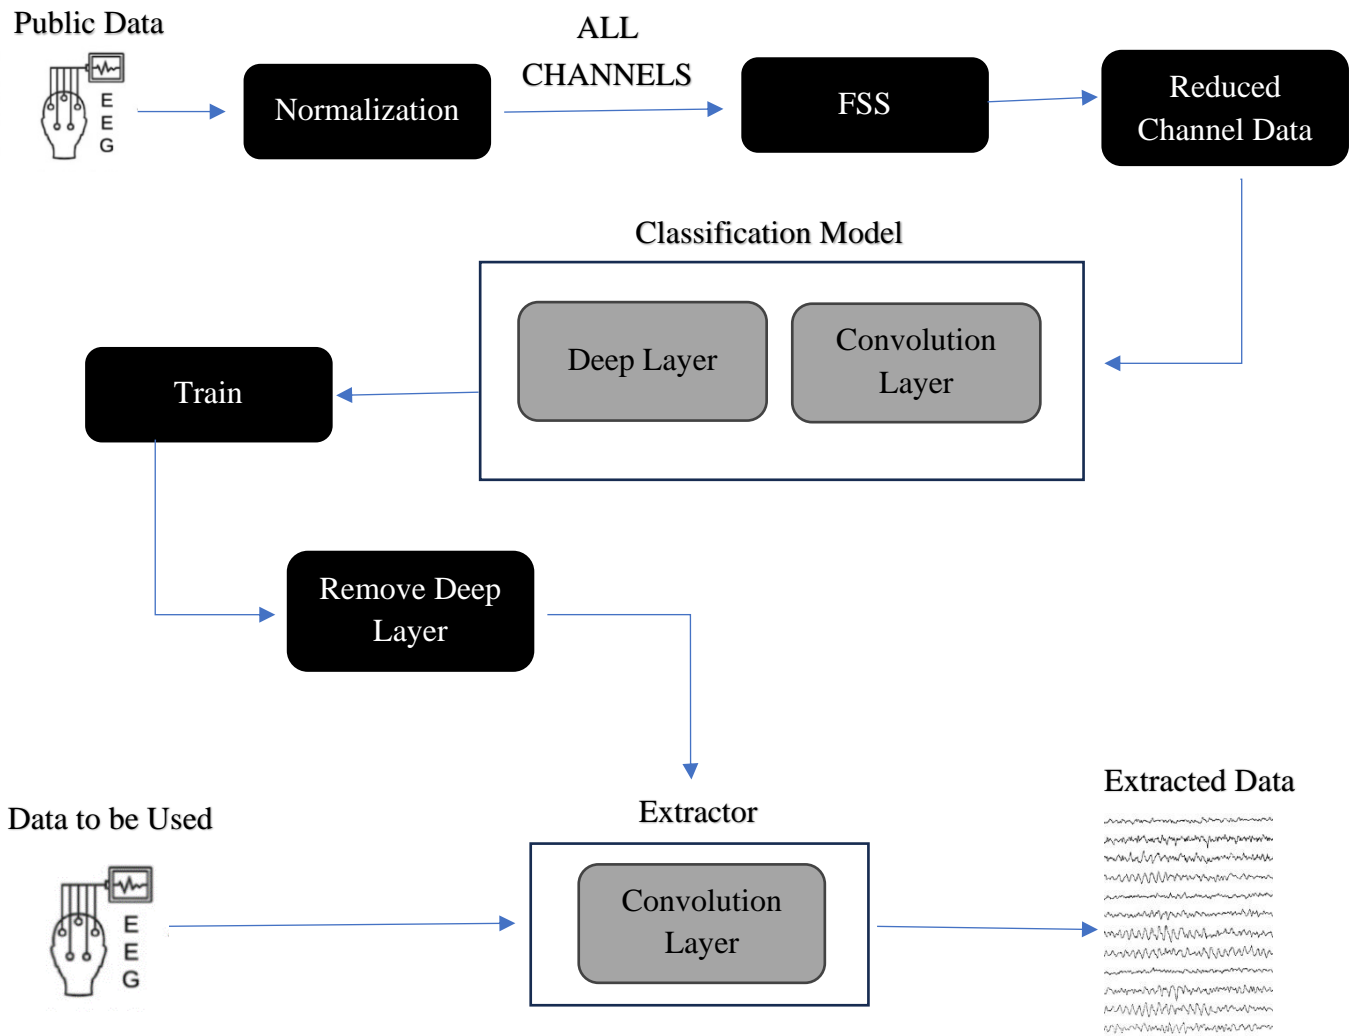 Public Data
E
E
G
Normalization
ALL
CHANNELS
FSS
Reduced
Channel Data
Classification Model
Deep Layer
Convolution
Layer
Train
Remove Deep
Layer
Data to be Used
E
E
G
Extractor
Convolution
Layer
Extracted Data